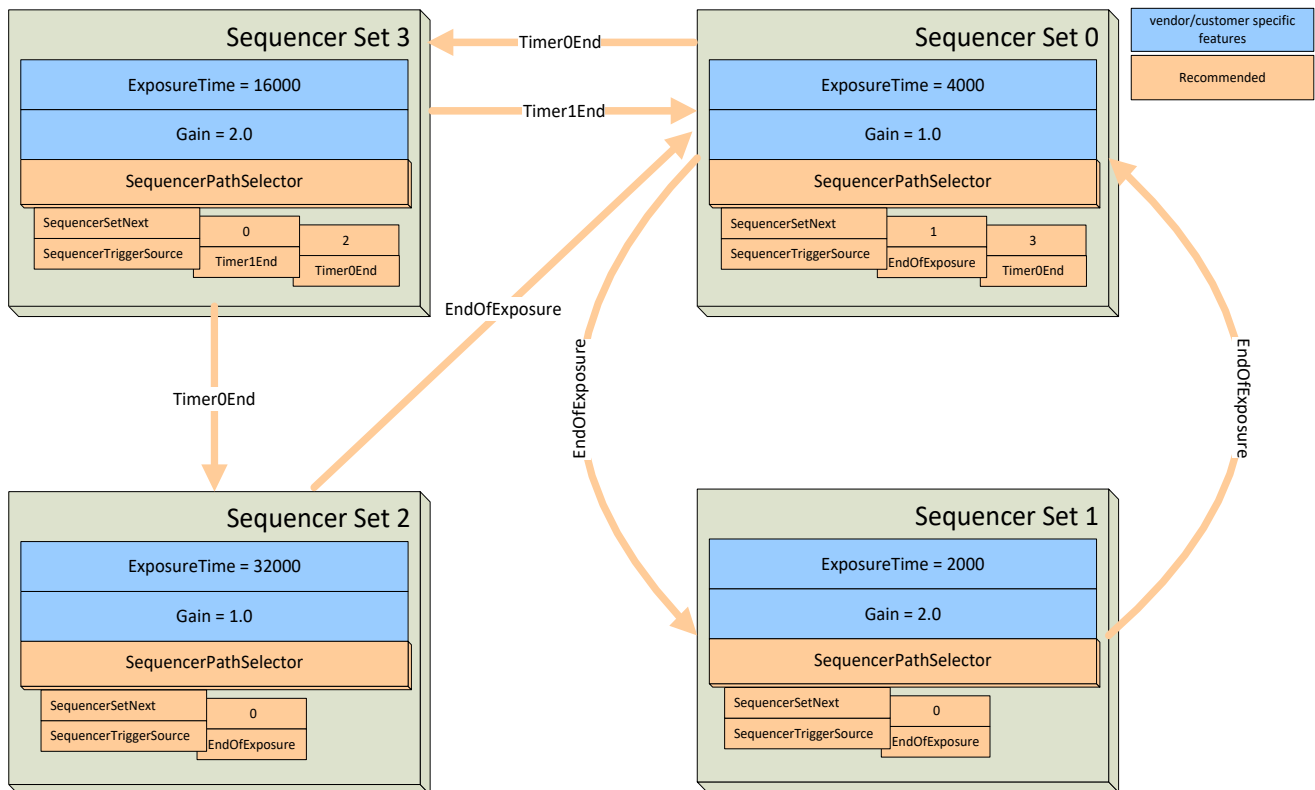 Sequencer Set 3
ExposureTime = 16000
Gain = 2.0
SequencerPathSelector
SequencerSetNext
0
2
SequencerTriggerSource
Timer1End
Timer0End
Timer0End
Timer1End
Sequencer Set 0
ExposureTime = 4000
Gain = 1.0
SequencerPathSelector
SequencerSetNext
1
3
SequencerTriggerSource
EndOfExposure
Timer0End
vendor/customer specific
features
Recommended
Timer0End
EndOfExposure
EndOfExposure
EndOfExposure
Sequencer Set 2
ExposureTime = 32000
Gain = 1.0
SequencerPathSelector
SequencerSetNext
0
SequencerTriggerSource
EndOfExposure
Sequencer Set 1
ExposureTime = 2000
Gain = 2.0
SequencerPathSelector
SequencerSetNext
0
SequencerTriggerSource
EndOfExposure